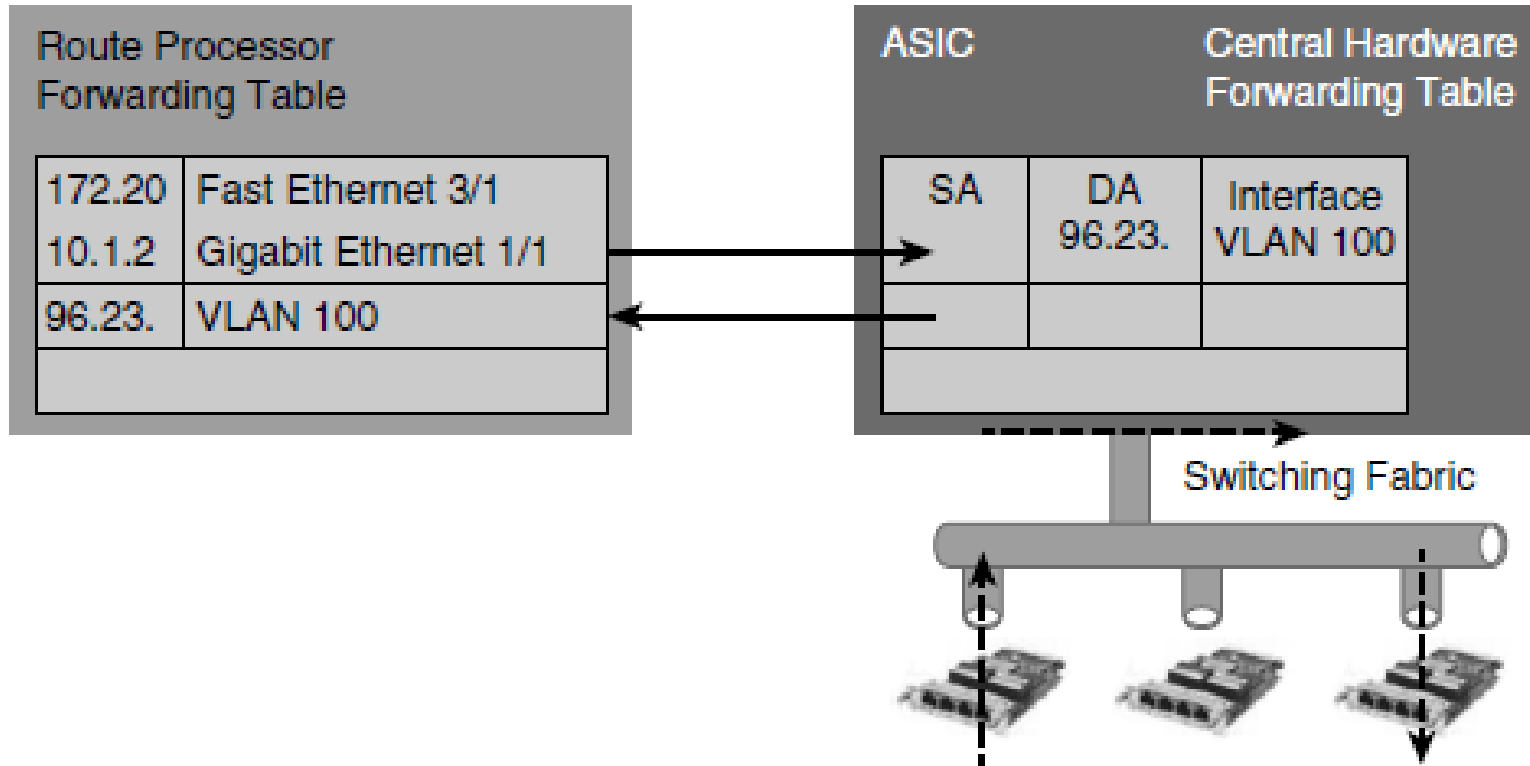 Route Processor
Forwarding Table
172.20 Fast Ethernet 3/1
10.1.2 Gigabit Ethernet 1/1
96.23. VLAN 100
ASIC
Central Hardware
Forwarding Table
SA
DA
96.23.
Interface
VLAN 100
Switching Fabric